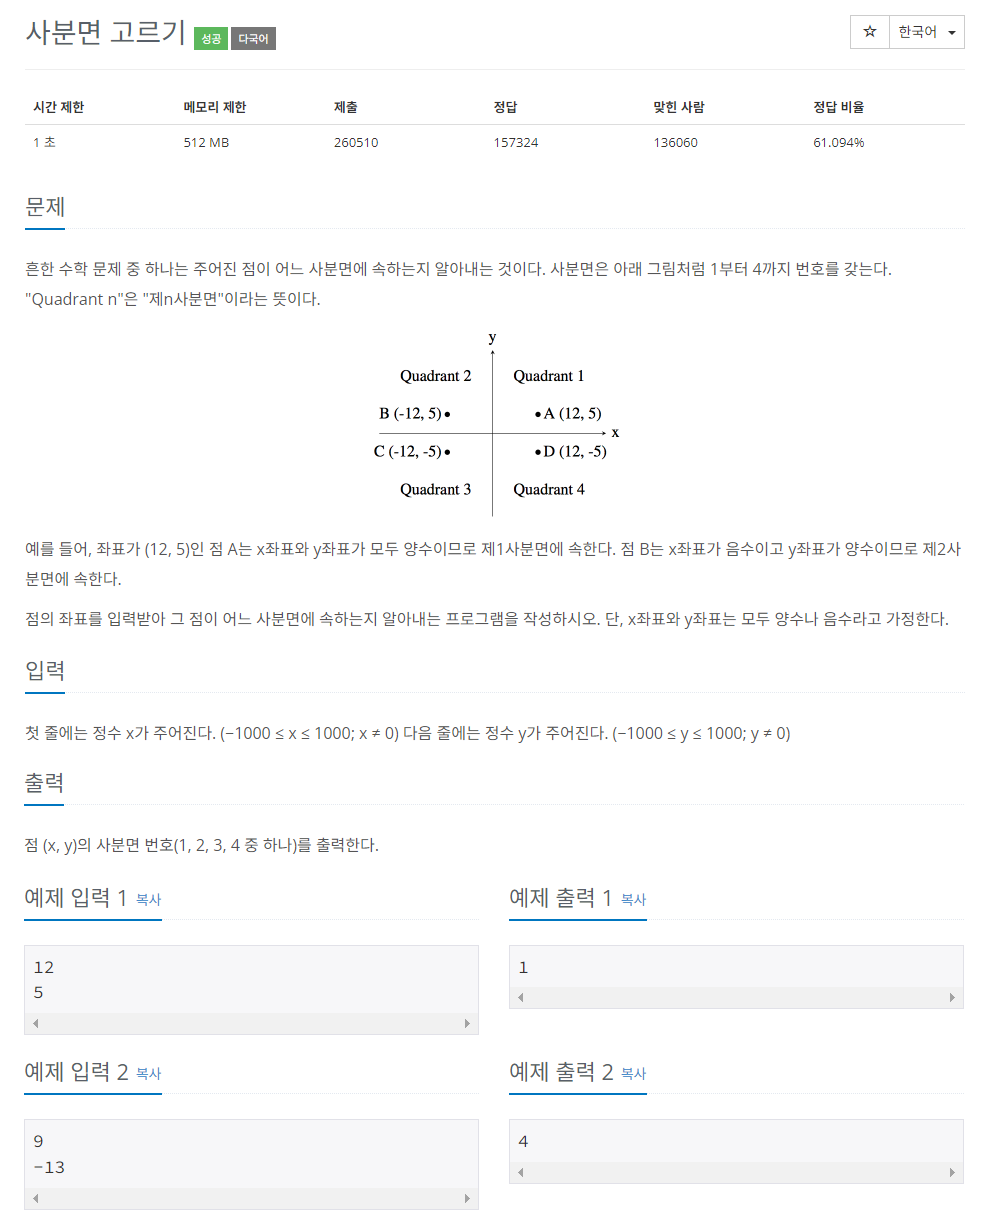 사분면 고르기 성공 다국어
☆ 한국어
시간 제한 메모리 제한 제출 정답 맞힌 사람 정답 비율
1 초 512 MB 260510 157324 136060 61.094%
문제
흔한 수학 문제 중 하나는 주어진 점이 어느 사분면에 속하는지 알아내는 것이다. 사분면은 아래 그림처럼 1부터 4까지 번호를 갖는다.
"Quadrant n"은 "제n사분면"이라는 뜻이다.
y
Quadrant 2 Quadrant 1
B (-12, 5) A (12, 5)
x
C (-12, -5) D (12, -5)
Quadrant 3 Quadrant 4
예를 들어, 좌표가 (12, 5)인 점 A는 x좌표와 y좌표가 모두 양수이므로 제1사분면에 속한다. 점 B는 x좌표가 음수이고 y좌표가 양수이므로 제2사
분면에 속한다.
점의 좌표를 입력받아 그 점이 어느 사분면에 속하는지 알아내는 프로그램을 작성하시오. 단, x좌표와 y좌표는 모두 양수나 음수라고 가정한다.
입력
첫 줄에는 정수 x가 주어진다. (−1000 ≤ x ≤ 1000; x ≠ 0) 다음 줄에는 정수 y가 주어진다. (−1000 ≤ y ≤ 1000; y ≠ 0)
출력
점 (x, y)의 사분면 번호(1, 2, 3, 4 중 하나)를 출력한다.
예제 입력 1 복사
12
5
예제 출력 1 복사
1
예제 입력 2 복사
9
-13
예제 출력 2 복사
4